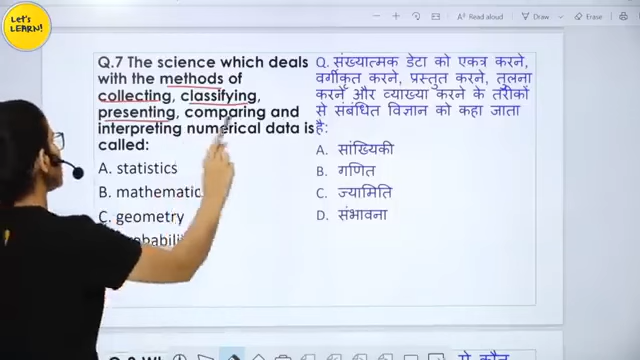 Let's
LEARN!
Read aloud
Draw
Erase
Q.7 The science which deals
with the methods of
collecting, classifying,
presenting, comparing and
interpreting numerical data is
called:
A. statistics
B. mathematic
C. geometry
Q. संख्यात्मक डेटा को एकत्र करने,
वर्गीकृत करने, प्रस्तुत करने, तुलना
करने और व्याख्या करने के तरीकों
से संबंधित विज्ञान को कहा जाता
है:
A. सांख्यिकी
B. गणित
C. ज्यामिति
D. संभावना